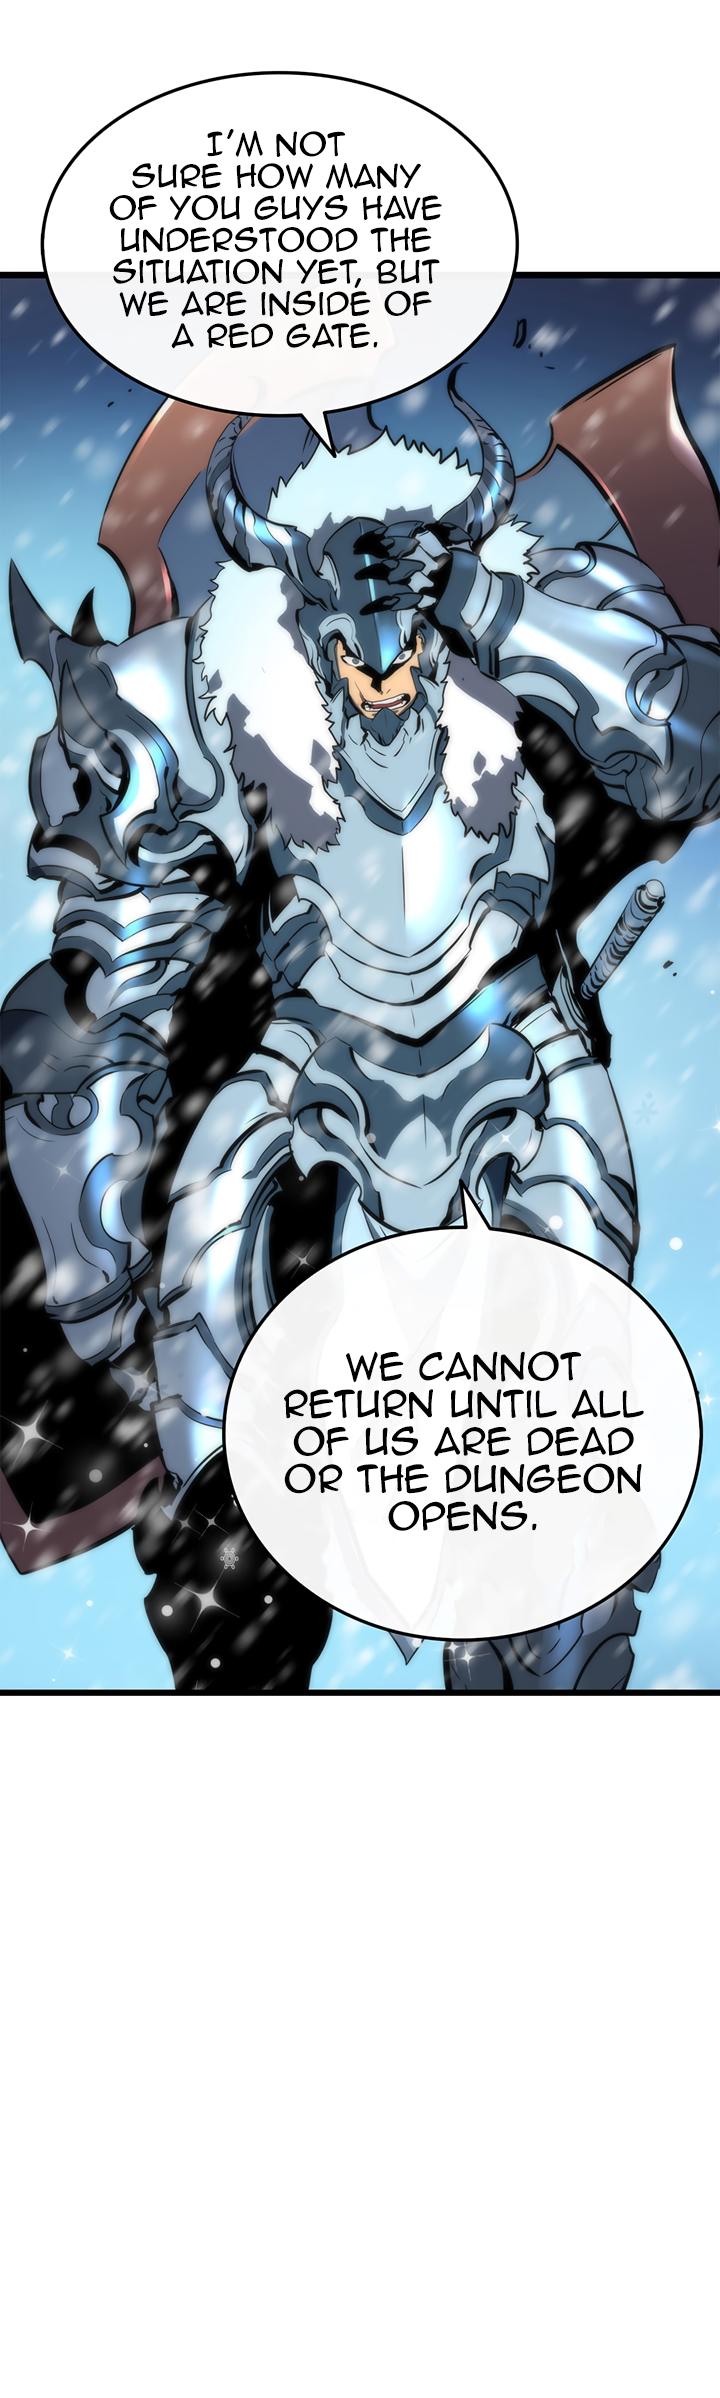 I'M NOT
SURE HOW MANY
OF YOU GUYS HAVE
UNDERSTOOD THE
SITUATION YET, BUT
WE ARE INSIDE OF
A RED GATE.
WE CANNOT
RETURN UNTIL ALL
OF US ARE DEAD
OR THE DUNGEON
OPENS.